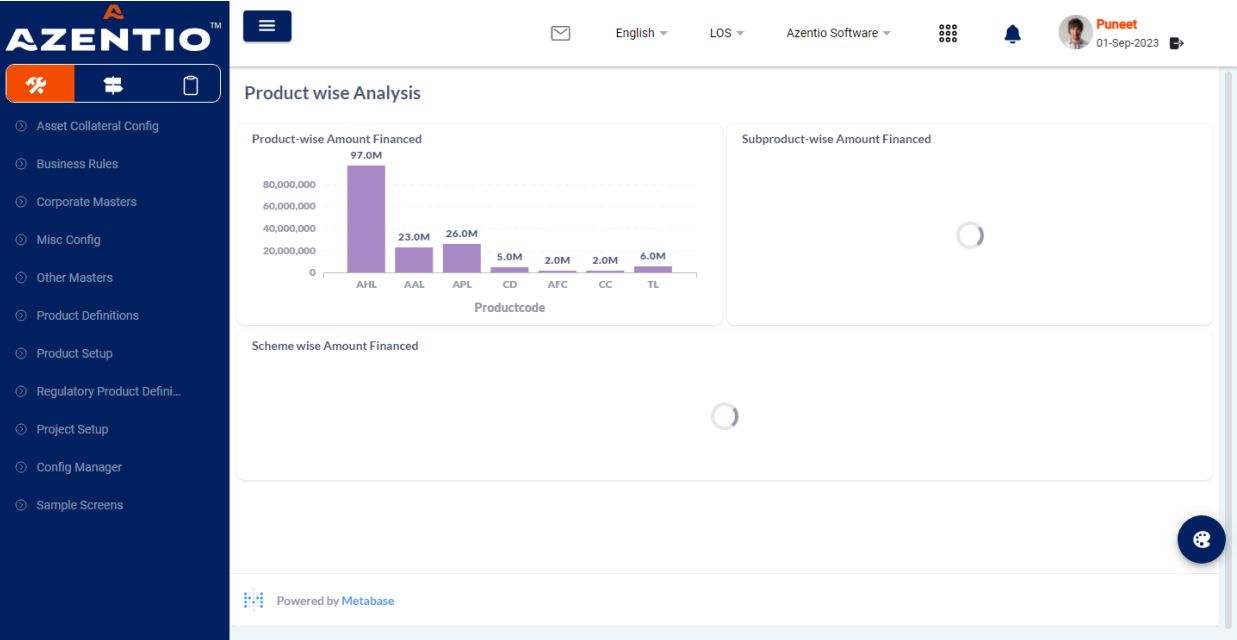 AZENTIO™
English
LOS
Azentio Software
Puneet
01-Sep-2023
Asset Collateral Config
Business Rules
Corporate Masters
Misc Config
Other Masters
Product Definitions
Product Setup
Regulatory Product Defini...
Project Setup
Config Manager
Sample Screens
Product wise Analysis
Product-wise Amount Financed
97.0M
80,000,000
60,000,000
40,000,000
20,000,000
0
23.0M
26.0M
5.0M
2.0M
2.0M
6.0M
AHL AAL APL CD AFC CC TL
Productcode
Subproduct-wise Amount Financed
Scheme wise Amount Financed
Powered by Metabase